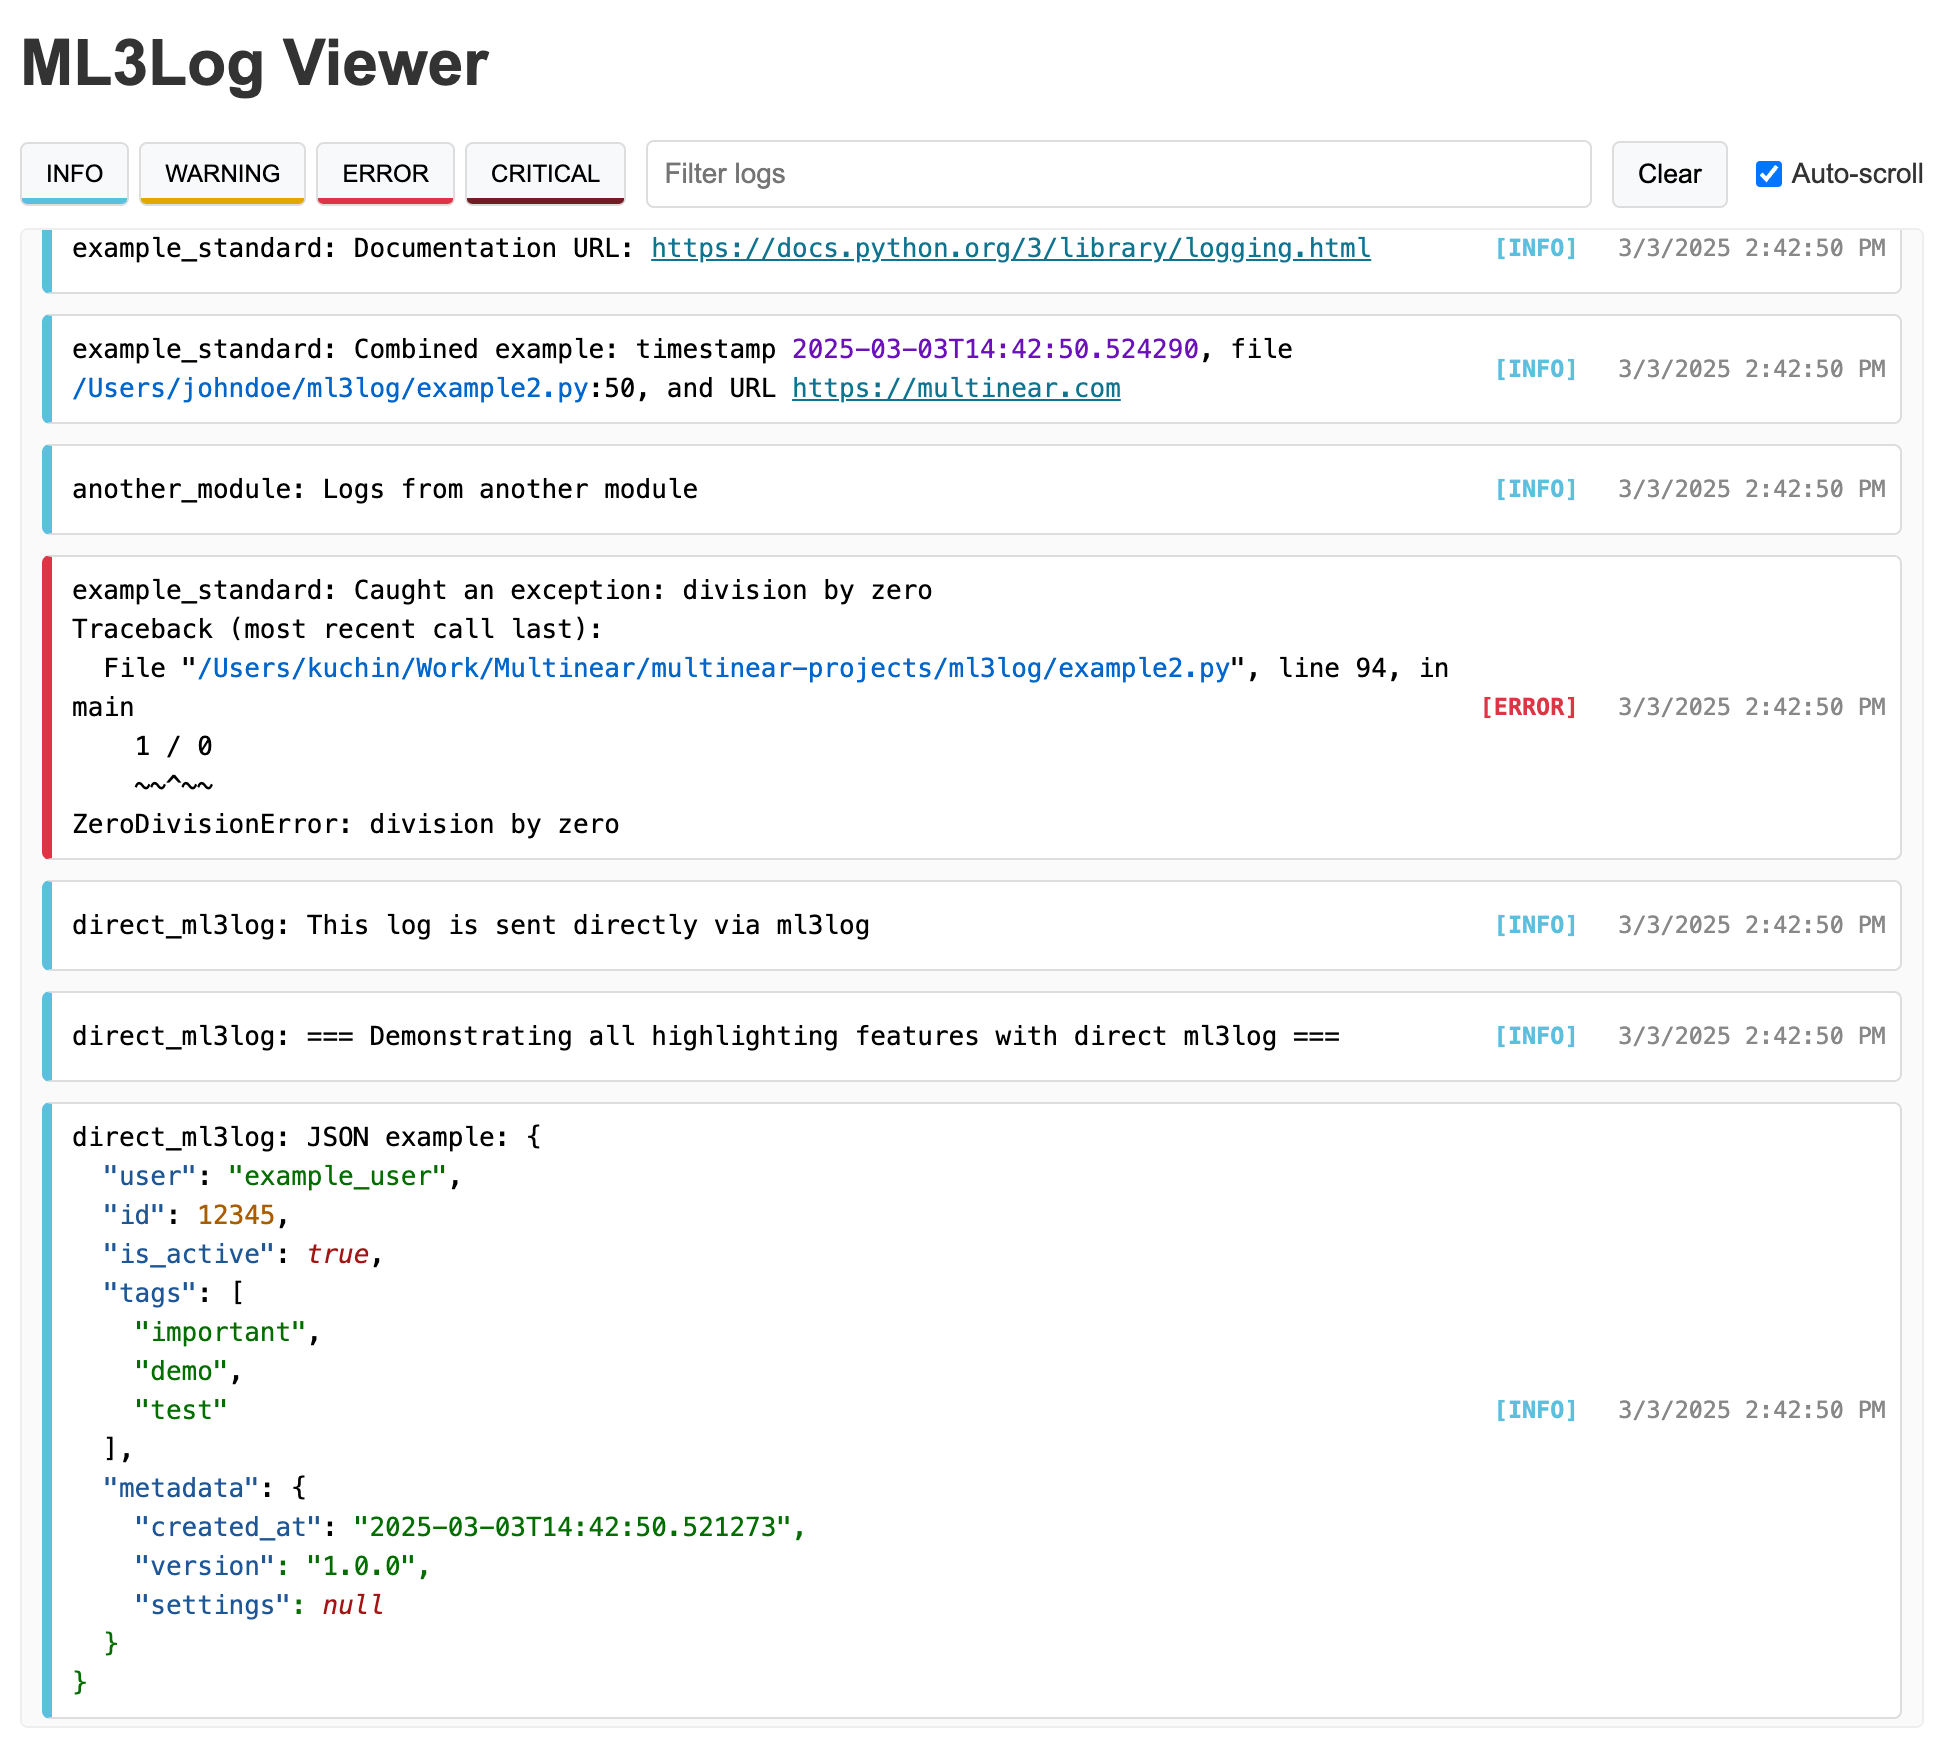 ML3Log Viewer
INFO WARNING ERROR CRITICAL Filter logs Clear Auto-scroll
example_standard: Documentation URL: https://docs.python.org/3/library/logging.html [INFO] 3/3/2025 2:42:50 PM
example_standard: Combined example: timestamp 2025-03-03T14:42:50.524290, file
/Users/johndoe/ml3log/example2.py:50, and URL https://multinear.com
[INFO] 3/3/2025 2:42:50 PM
another_module: Logs from another module [INFO] 3/3/2025 2:42:50 PM
example_standard: Caught an exception: division by zero
Traceback (most recent call last):
  File "/Users/kuchin/Work/Multinear/multinear-projects/ml3log/example2.py", line 94, in
main
[ERROR] 3/3/2025 2:42:50 PM
    1 / 0
    ~~^~~
ZeroDivisionError: division by zero
direct_ml3log: This log is sent directly via ml3log [INFO] 3/3/2025 2:42:50 PM
direct_ml3log: === Demonstrating all highlighting features with direct ml3log === [INFO] 3/3/2025 2:42:50 PM
direct_ml3log: JSON example: {
  "user": "example_user",
  "id": 12345,
  "is_active": true,
  "tags": [
    "important",
    "demo",
    "test"
[INFO] 3/3/2025 2:42:50 PM
  ],
  "metadata": {
    "created_at": "2025-03-03T14:42:50.521273",
    "version": "1.0.0",
    "settings": null
  }
}